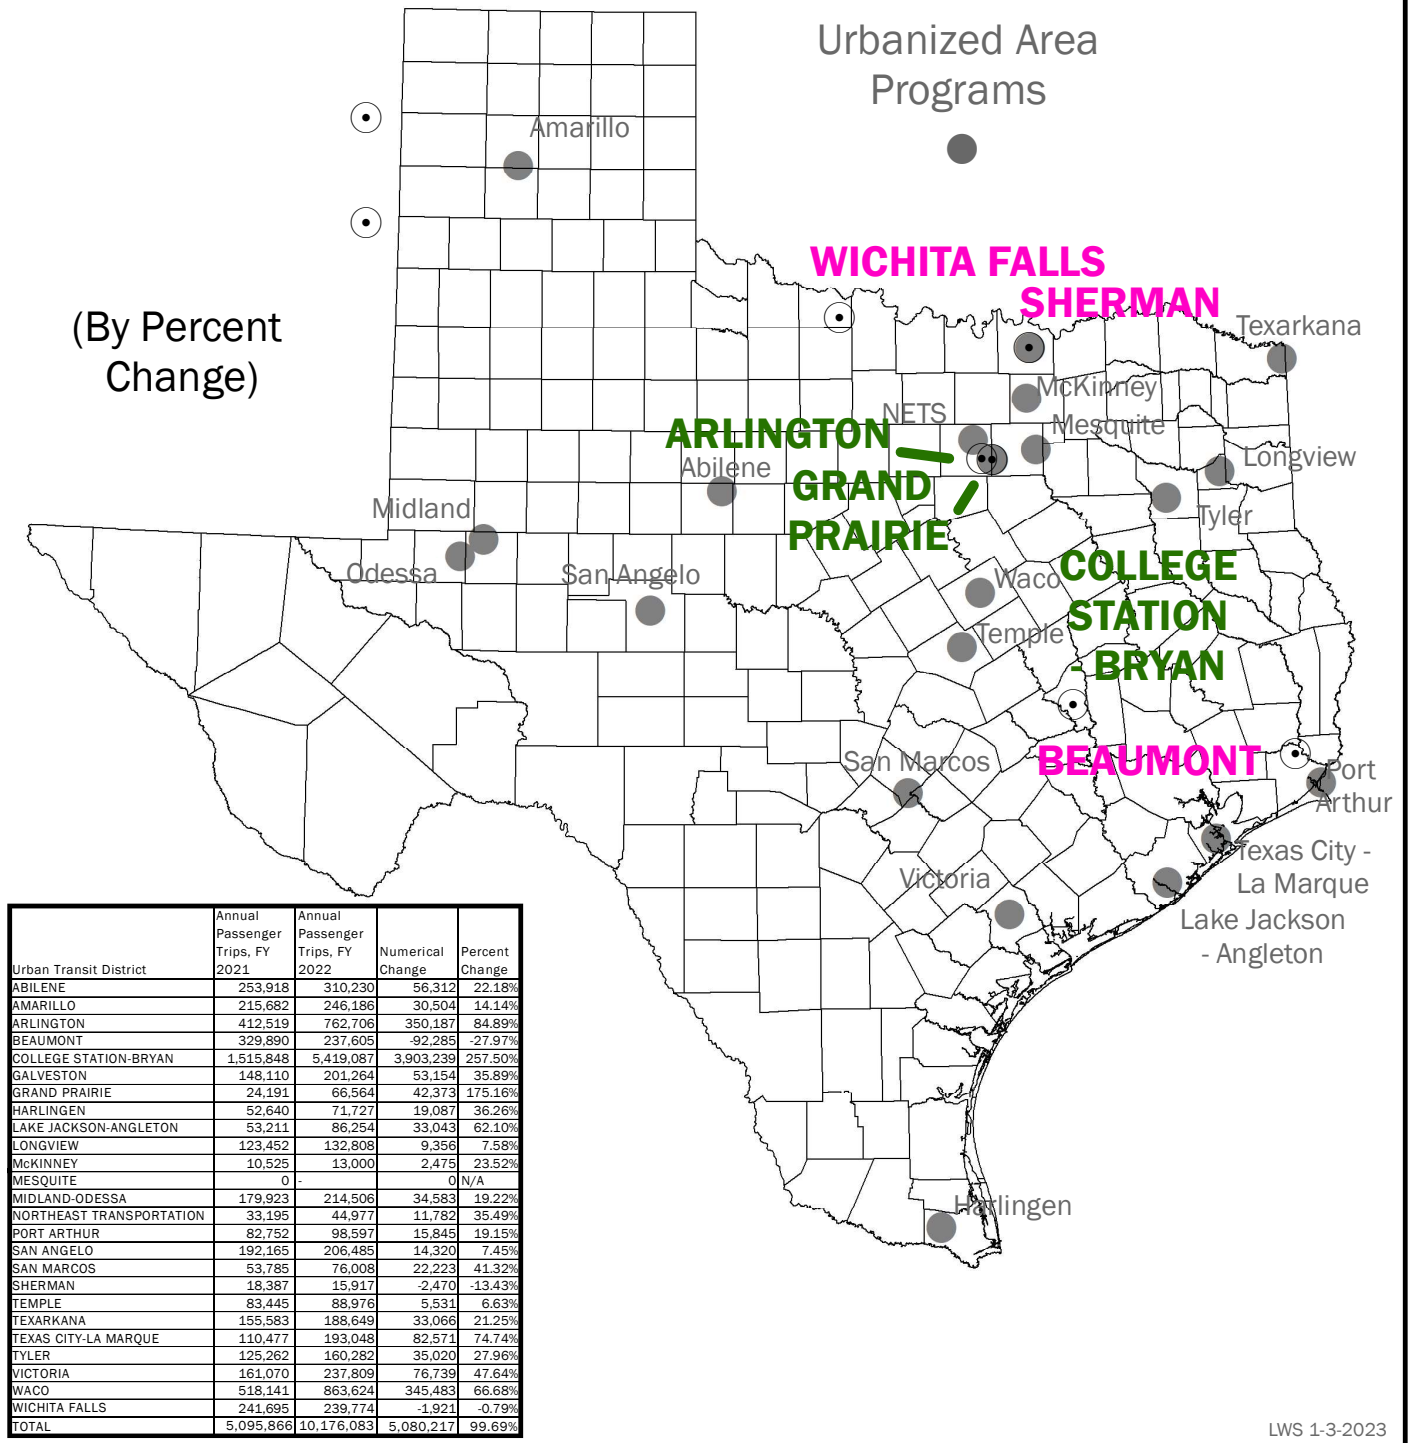 Urbanized Area
Programs
Amarillo
WICHITA FALLS
SHERMAN
(By Percent
Change)
Texarkana
McKinney
NETS
Mesquite
ARLINGTON
Abilene
Longview
GRAND
PRAIRIE
Midland
Tyler
Odessa
San Angelo
COLLEGE
STATION
- BRYAN
Waco
Temple
San Marcos
BEAUMONT
Port
Arthur
Texas City -
La Marque
Victoria
Lake Jackson
- Angleton
Harlingen
Urban Transit District | Annual Passenger Trips, FY 2021 | Annual Passenger Trips, FY 2022 | Numerical Change | Percent Change
ABILENE 253,918 310,230 56,312 22.18%
AMARILLO 215,682 246,186 30,504 14.14%
ARLINGTON 412,519 762,706 350,187 84.89%
BEAUMONT 329,890 237,605 -92,285 -27.97%
COLLEGE STATION-BRYAN 1,515,848 5,419,087 3,903,239 257.50%
GALVESTON 148,110 201,264 53,154 35.89%
GRAND PRAIRIE 24,191 66,564 42,373 175.16%
HARLINGEN 52,640 71,727 19,087 36.26%
LAKE JACKSON-ANGLETON 53,211 86,254 33,043 62.10%
LONGVIEW 123,452 132,808 9,356 7.58%
McKINNEY 10,525 13,000 2,475 23.52%
MESQUITE 0 - 0 N/A
MIDLAND-ODESSA 179,923 214,506 34,583 19.22%
NORTHEAST TRANSPORTATION 33,195 44,977 11,782 35.49%
PORT ARTHUR 82,752 98,597 15,845 19.15%
SAN ANGELO 192,165 206,485 14,320 7.45%
SAN MARCOS 53,785 76,008 22,223 41.32%
SHERMAN 18,387 15,917 -2,470 -13.43%
TEMPLE 83,445 88,976 5,531 6.63%
TEXARKANA 155,583 188,649 33,066 21.25%
TEXAS CITY-LA MARQUE 110,477 193,048 82,571 74.74%
TYLER 125,262 160,282 35,020 27.96%
VICTORIA 161,070 237,809 76,739 47.64%
WACO 518,141 863,624 345,483 66.68%
WICHITA FALLS 241,695 239,774 -1,921 -0.79%
TOTAL 5,095,866 10,176,083 5,080,217 99.69%
LWS 1-3-2023